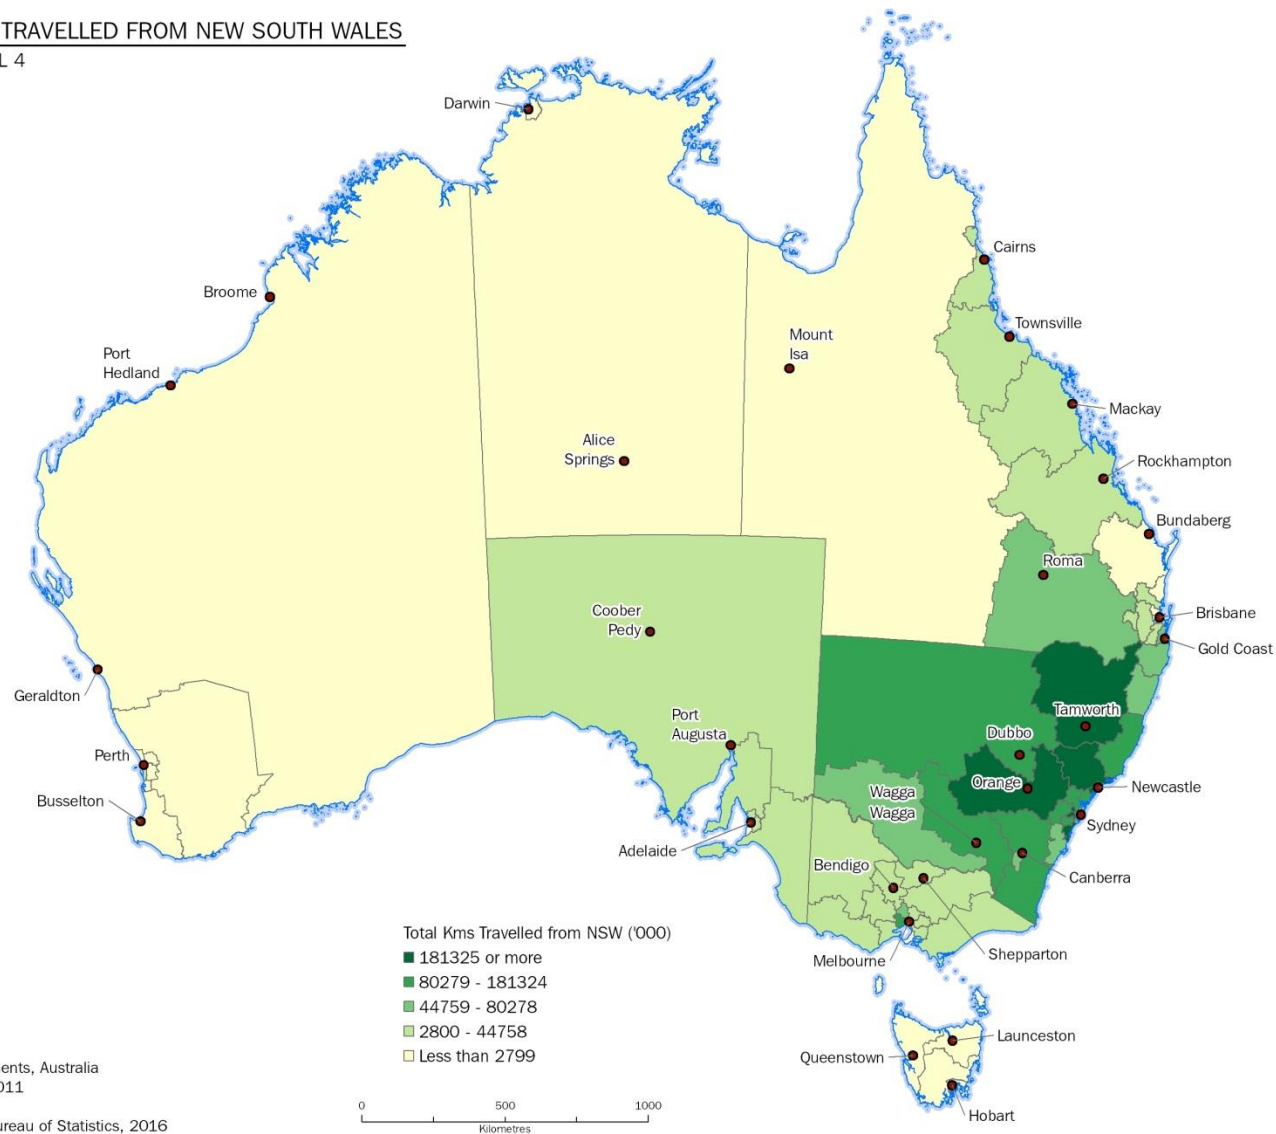 TRAVELLED FROM NEW SOUTH WALES
L 4
Darwin
Cairns
Broome
Townsville
Mount
Isa
Port
Hedland
Mackay
Alice
Springs
Rockhampton
Bundaberg
Roma
Coober
Pedy
Brisbane
Gold Coast
Geraldton
Port
Augusta
Tamworth
Dubbo
Perth
Orange
Newcastle
Wagga
Wagga
Busselton
Sydney
Adelaide
Bendigo
Canberra
Total Kms Travelled from NSW ('000)
181325 or more
80279 - 181324
44759 - 80278
2800 - 44758
Less than 2799
Melbourne
Shepparton
Launceston
Queenstown
Hobart
ents, Australia
011
ureau of Statistics, 2016
0 500 1000
Kilometres